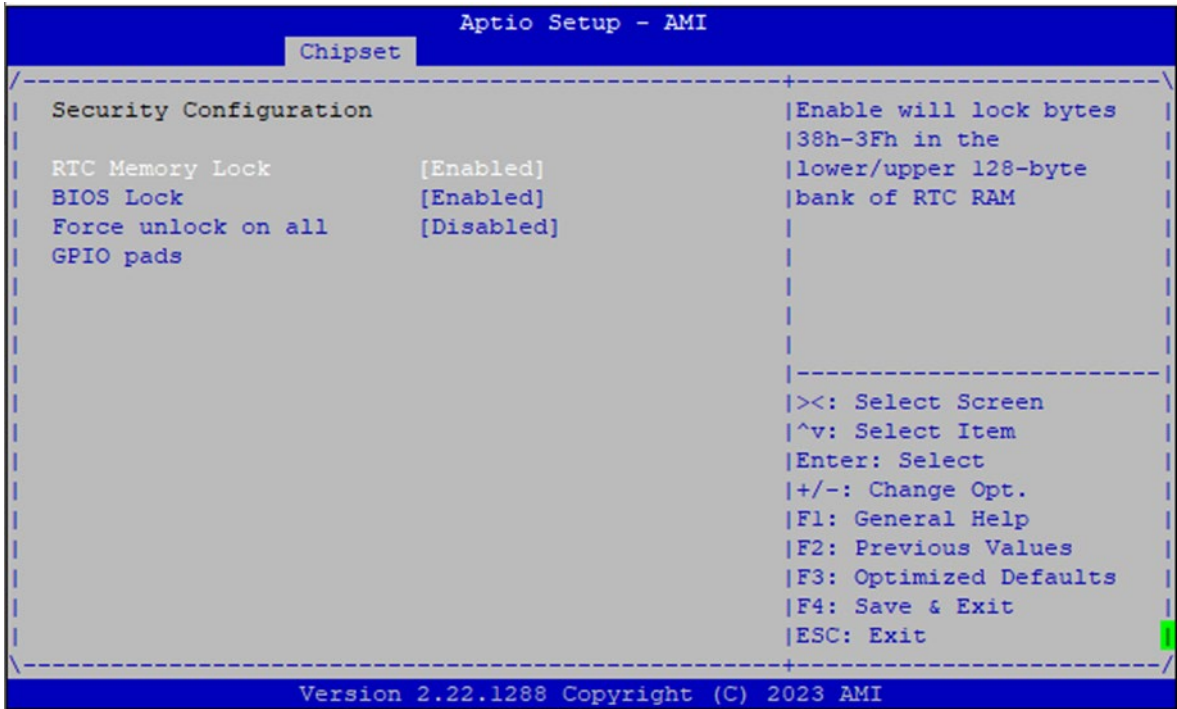 Aptio Setup - AMI
Chipset
Security Configuration
RTC Memory Lock [Enabled]
BIOS Lock [Enabled]
Force unlock on all [Disabled]
GPIO pads
Enable will lock bytes
38h-3Fh in the
lower/upper 128-byte
bank of RTC RAM
><: Select Screen
^v: Select Item
Enter: Select
+/-: Change Opt.
F1: General Help
F2: Previous Values
F3: Optimized Defaults
F4: Save & Exit
ESC: Exit
Version 2.22.1288 Copyright (C) 2023 AMI